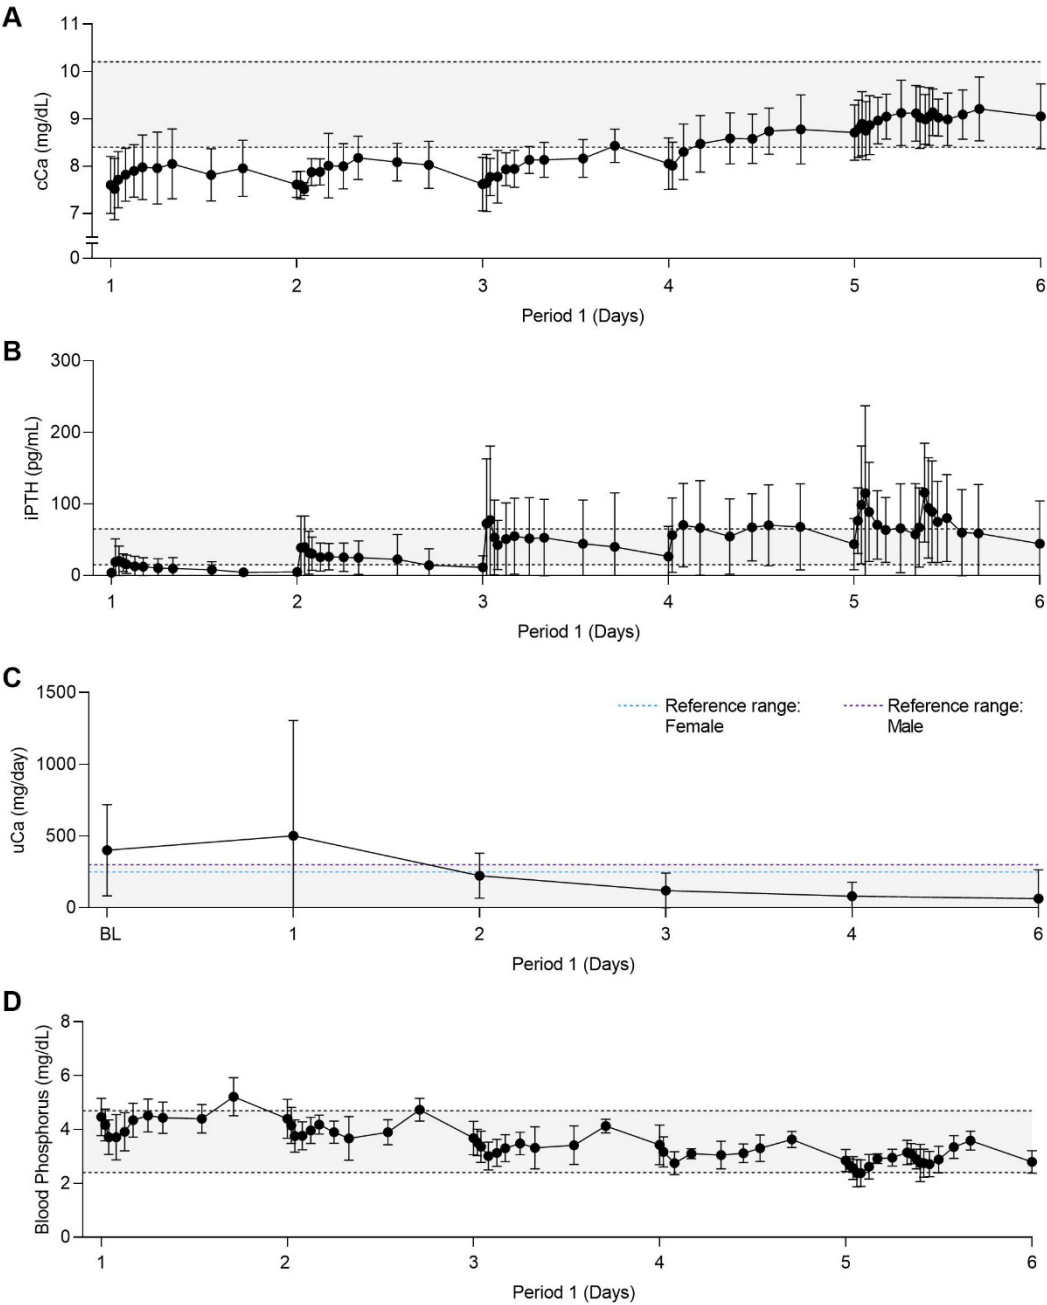 A
11
10
9
8
7
0
cCa (mg/dL)
1 2 3 4 5 6
Period 1 (Days)
B
300
200
100
0
iPTH (pg/mL)
1 2 3 4 5 6
Period 1 (Days)
C
1500
1000
500
0
uCa (mg/day)
Reference range: Female
Reference range: Male
BL 1 2 3 4 6
Period 1 (Days)
D
8
6
4
2
0
Blood Phosphorus (mg/dL)
1 2 3 4 5 6
Period 1 (Days)